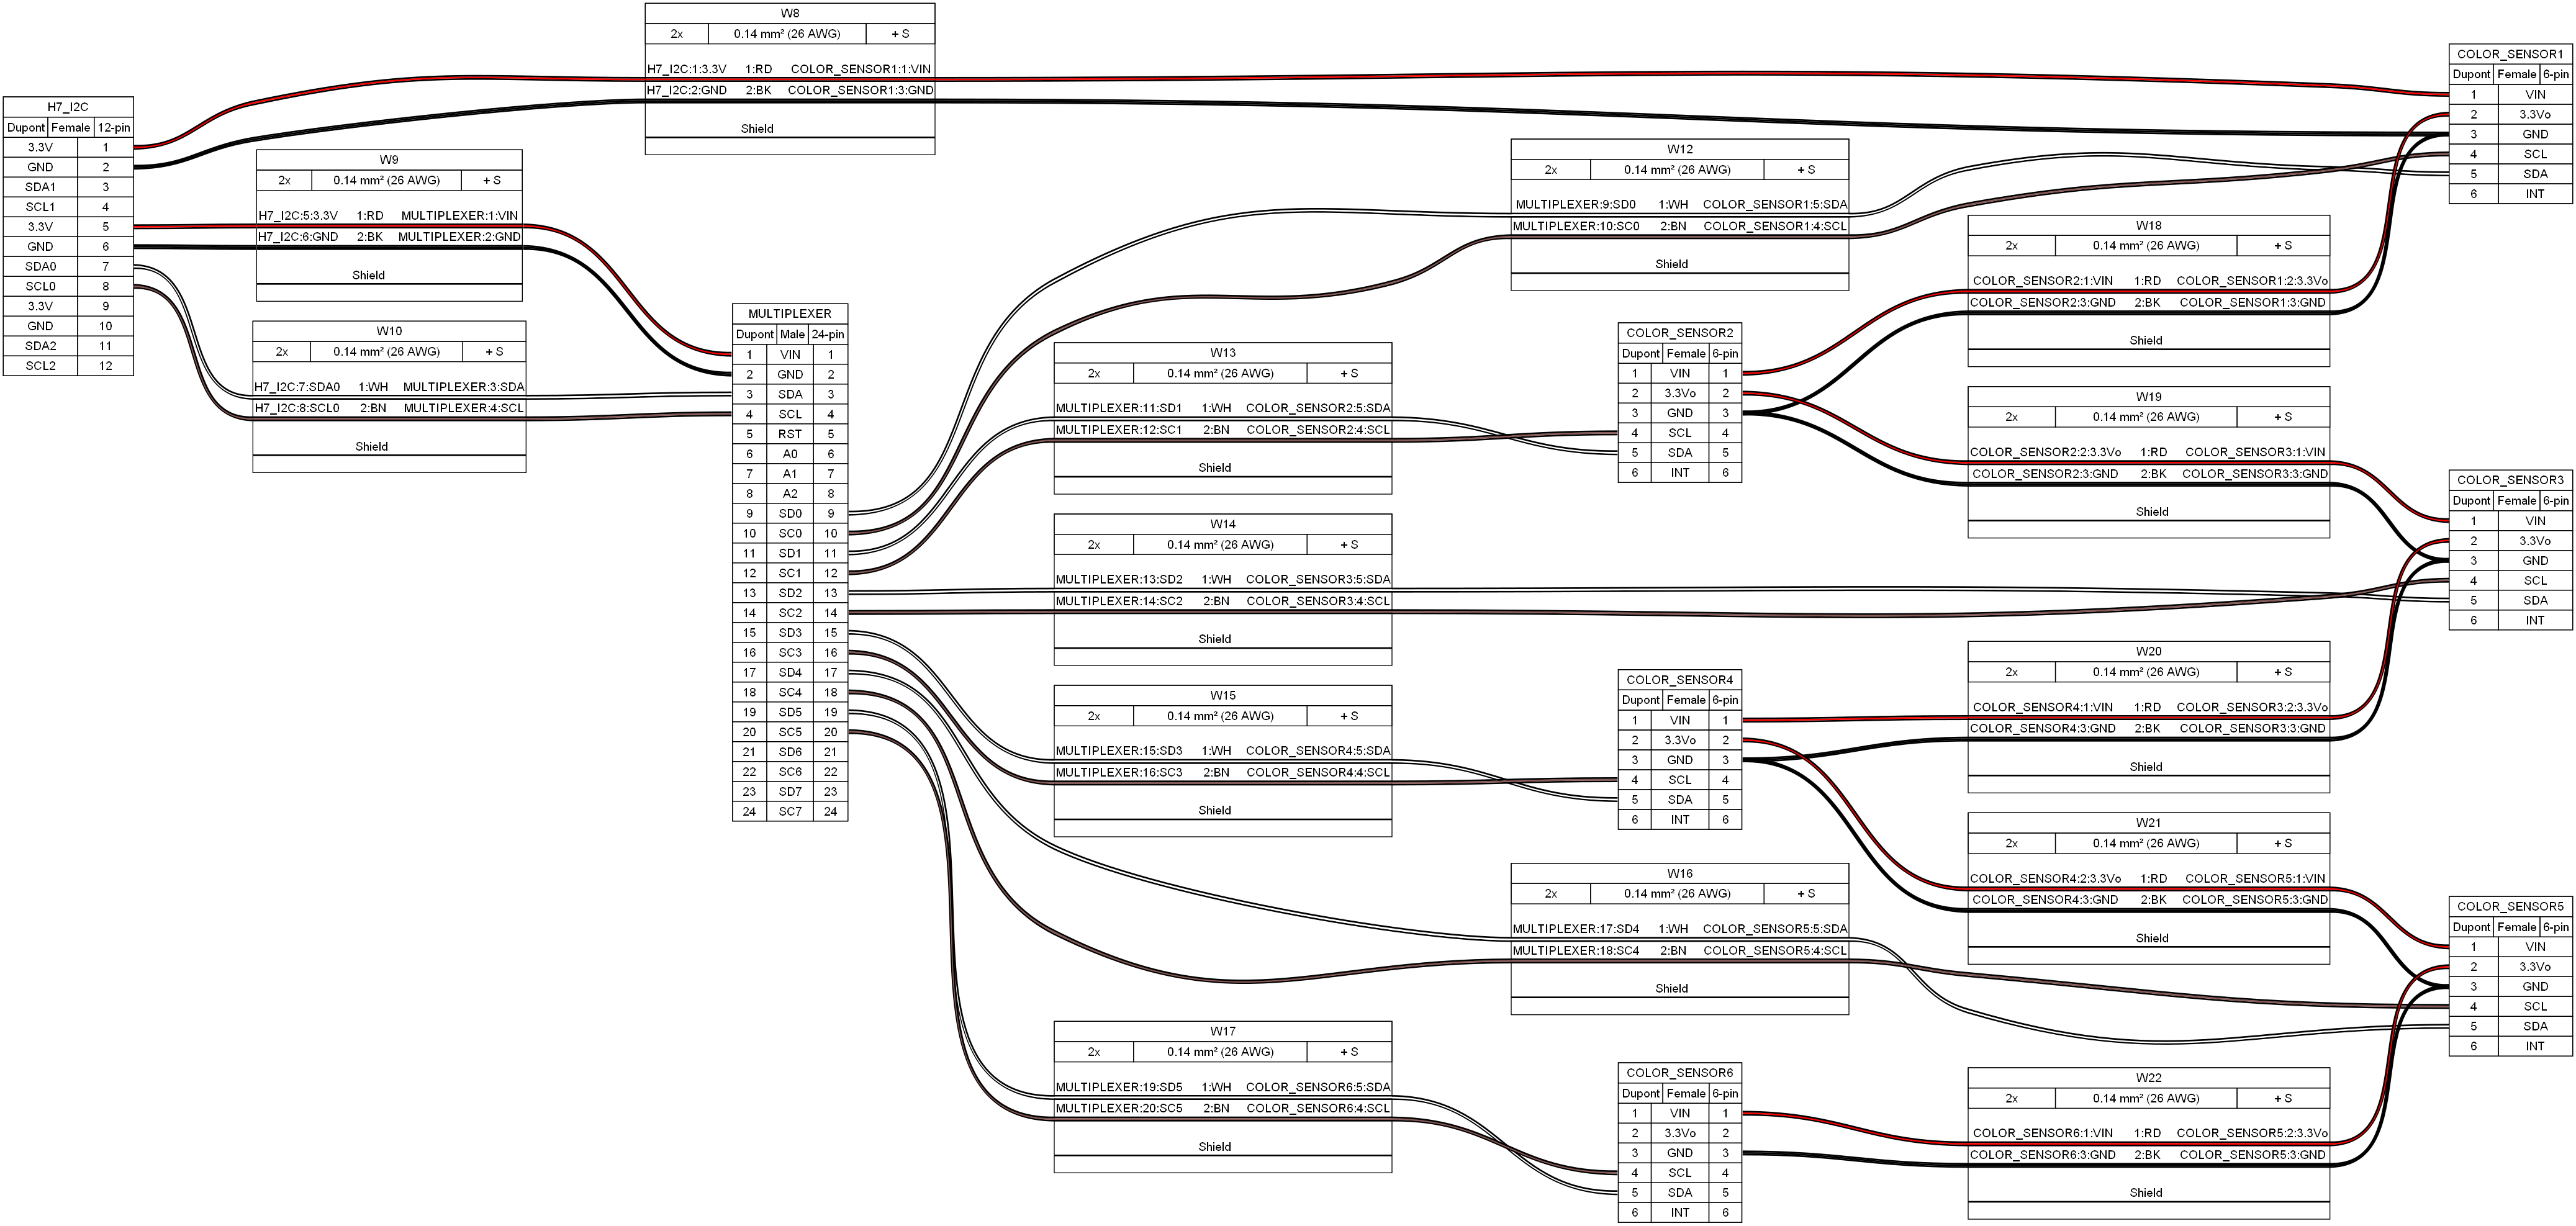 H7_I2C
Dupont Female 12-pin
3.3V 1
GND 2
SDA1 3
SCL1 4
3.3V 5
GND 6
SDA0 7
SCL0 8
3.3V 9
GND 10
SDA2 11
SCL2 12
W8
2x 0.14 mm² (26 AWG) + S
H7_I2C:1:3.3V 1:RD COLOR_SENSOR1:1:VIN
H7_I2C:2:GND 2:BK COLOR_SENSOR1:3:GND
Shield
W9
2x 0.14 mm² (26 AWG) + S
H7_I2C:5:3.3V 1:RD MULTIPLEXER:1:VIN
H7_I2C:6:GND 2:BK MULTIPLEXER:2:GND
Shield
W10
2x 0.14 mm² (26 AWG) + S
H7_I2C:7:SDA0 1:WH MULTIPLEXER:3:SDA
H7_I2C:8:SCL0 2:BN MULTIPLEXER:4:SCL
Shield
MULTIPLEXER
Dupont Male 24-pin
1 VIN 1
2 GND 2
3 SDA 3
4 SCL 4
5 RST 5
6 A0 6
7 A1 7
8 A2 8
9 SD0 9
10 SC0 10
11 SD1 11
12 SC1 12
13 SD2 13
14 SC2 14
15 SD3 15
16 SC3 16
17 SD4 17
18 SC4 18
19 SD5 19
20 SC5 20
21 SD6 21
22 SC6 22
23 SD7 23
24 SC7 24
W12
2x 0.14 mm² (26 AWG) + S
MULTIPLEXER:9:SD0 1:WH COLOR_SENSOR1:5:SDA
MULTIPLEXER:10:SC0 2:BN COLOR_SENSOR1:4:SCL
Shield
W13
2x 0.14 mm² (26 AWG) + S
MULTIPLEXER:11:SD1 1:WH COLOR_SENSOR2:5:SDA
MULTIPLEXER:12:SC1 2:BN COLOR_SENSOR2:4:SCL
Shield
W14
2x 0.14 mm² (26 AWG) + S
MULTIPLEXER:13:SD2 1:WH COLOR_SENSOR3:5:SDA
MULTIPLEXER:14:SC2 2:BN COLOR_SENSOR3:4:SCL
Shield
W15
2x 0.14 mm² (26 AWG) + S
MULTIPLEXER:15:SD3 1:WH COLOR_SENSOR4:5:SDA
MULTIPLEXER:16:SC3 2:BN COLOR_SENSOR4:4:SCL
Shield
W16
2x 0.14 mm² (26 AWG) + S
MULTIPLEXER:17:SD4 1:WH COLOR_SENSOR5:5:SDA
MULTIPLEXER:18:SC4 2:BN COLOR_SENSOR5:4:SCL
Shield
W17
2x 0.14 mm² (26 AWG) + S
MULTIPLEXER:19:SD5 1:WH COLOR_SENSOR6:5:SDA
MULTIPLEXER:20:SC5 2:BN COLOR_SENSOR6:4:SCL
Shield
COLOR_SENSOR2
Dupont Female 6-pin
1 VIN 1
2 3.3Vo 2
3 GND 3
4 SCL 4
5 SDA 5
6 INT 6
COLOR_SENSOR4
Dupont Female 6-pin
1 VIN 1
2 3.3Vo 2
3 GND 3
4 SCL 4
5 SDA 5
6 INT 6
COLOR_SENSOR6
Dupont Female 6-pin
1 VIN 1
2 3.3Vo 2
3 GND 3
4 SCL 4
5 SDA 5
6 INT 6
W18
2x 0.14 mm² (26 AWG) + S
COLOR_SENSOR2:1:VIN 1:RD COLOR_SENSOR1:2:3.3Vo
COLOR_SENSOR2:3:GND 2:BK COLOR_SENSOR1:3:GND
Shield
W19
2x 0.14 mm² (26 AWG) + S
COLOR_SENSOR2:2:3.3Vo 1:RD COLOR_SENSOR3:1:VIN
COLOR_SENSOR2:3:GND 2:BK COLOR_SENSOR3:3:GND
Shield
W20
2x 0.14 mm² (26 AWG) + S
COLOR_SENSOR4:1:VIN 1:RD COLOR_SENSOR3:2:3.3Vo
COLOR_SENSOR4:3:GND 2:BK COLOR_SENSOR3:3:GND
Shield
W21
2x 0.14 mm² (26 AWG) + S
COLOR_SENSOR4:2:3.3Vo 1:RD COLOR_SENSOR5:1:VIN
COLOR_SENSOR4:3:GND 2:BK COLOR_SENSOR5:3:GND
Shield
W22
2x 0.14 mm² (26 AWG) + S
COLOR_SENSOR6:1:VIN 1:RD COLOR_SENSOR5:2:3.3Vo
COLOR_SENSOR6:3:GND 2:BK COLOR_SENSOR5:3:GND
Shield
COLOR_SENSOR1
Dupont Female 6-pin
1 VIN
2 3.3Vo
3 GND
4 SCL
5 SDA
6 INT
COLOR_SENSOR3
Dupont Female 6-pin
1 VIN
2 3.3Vo
3 GND
4 SCL
5 SDA
6 INT
COLOR_SENSOR5
Dupont Female 6-pin
1 VIN
2 3.3Vo
3 GND
4 SCL
5 SDA
6 INT